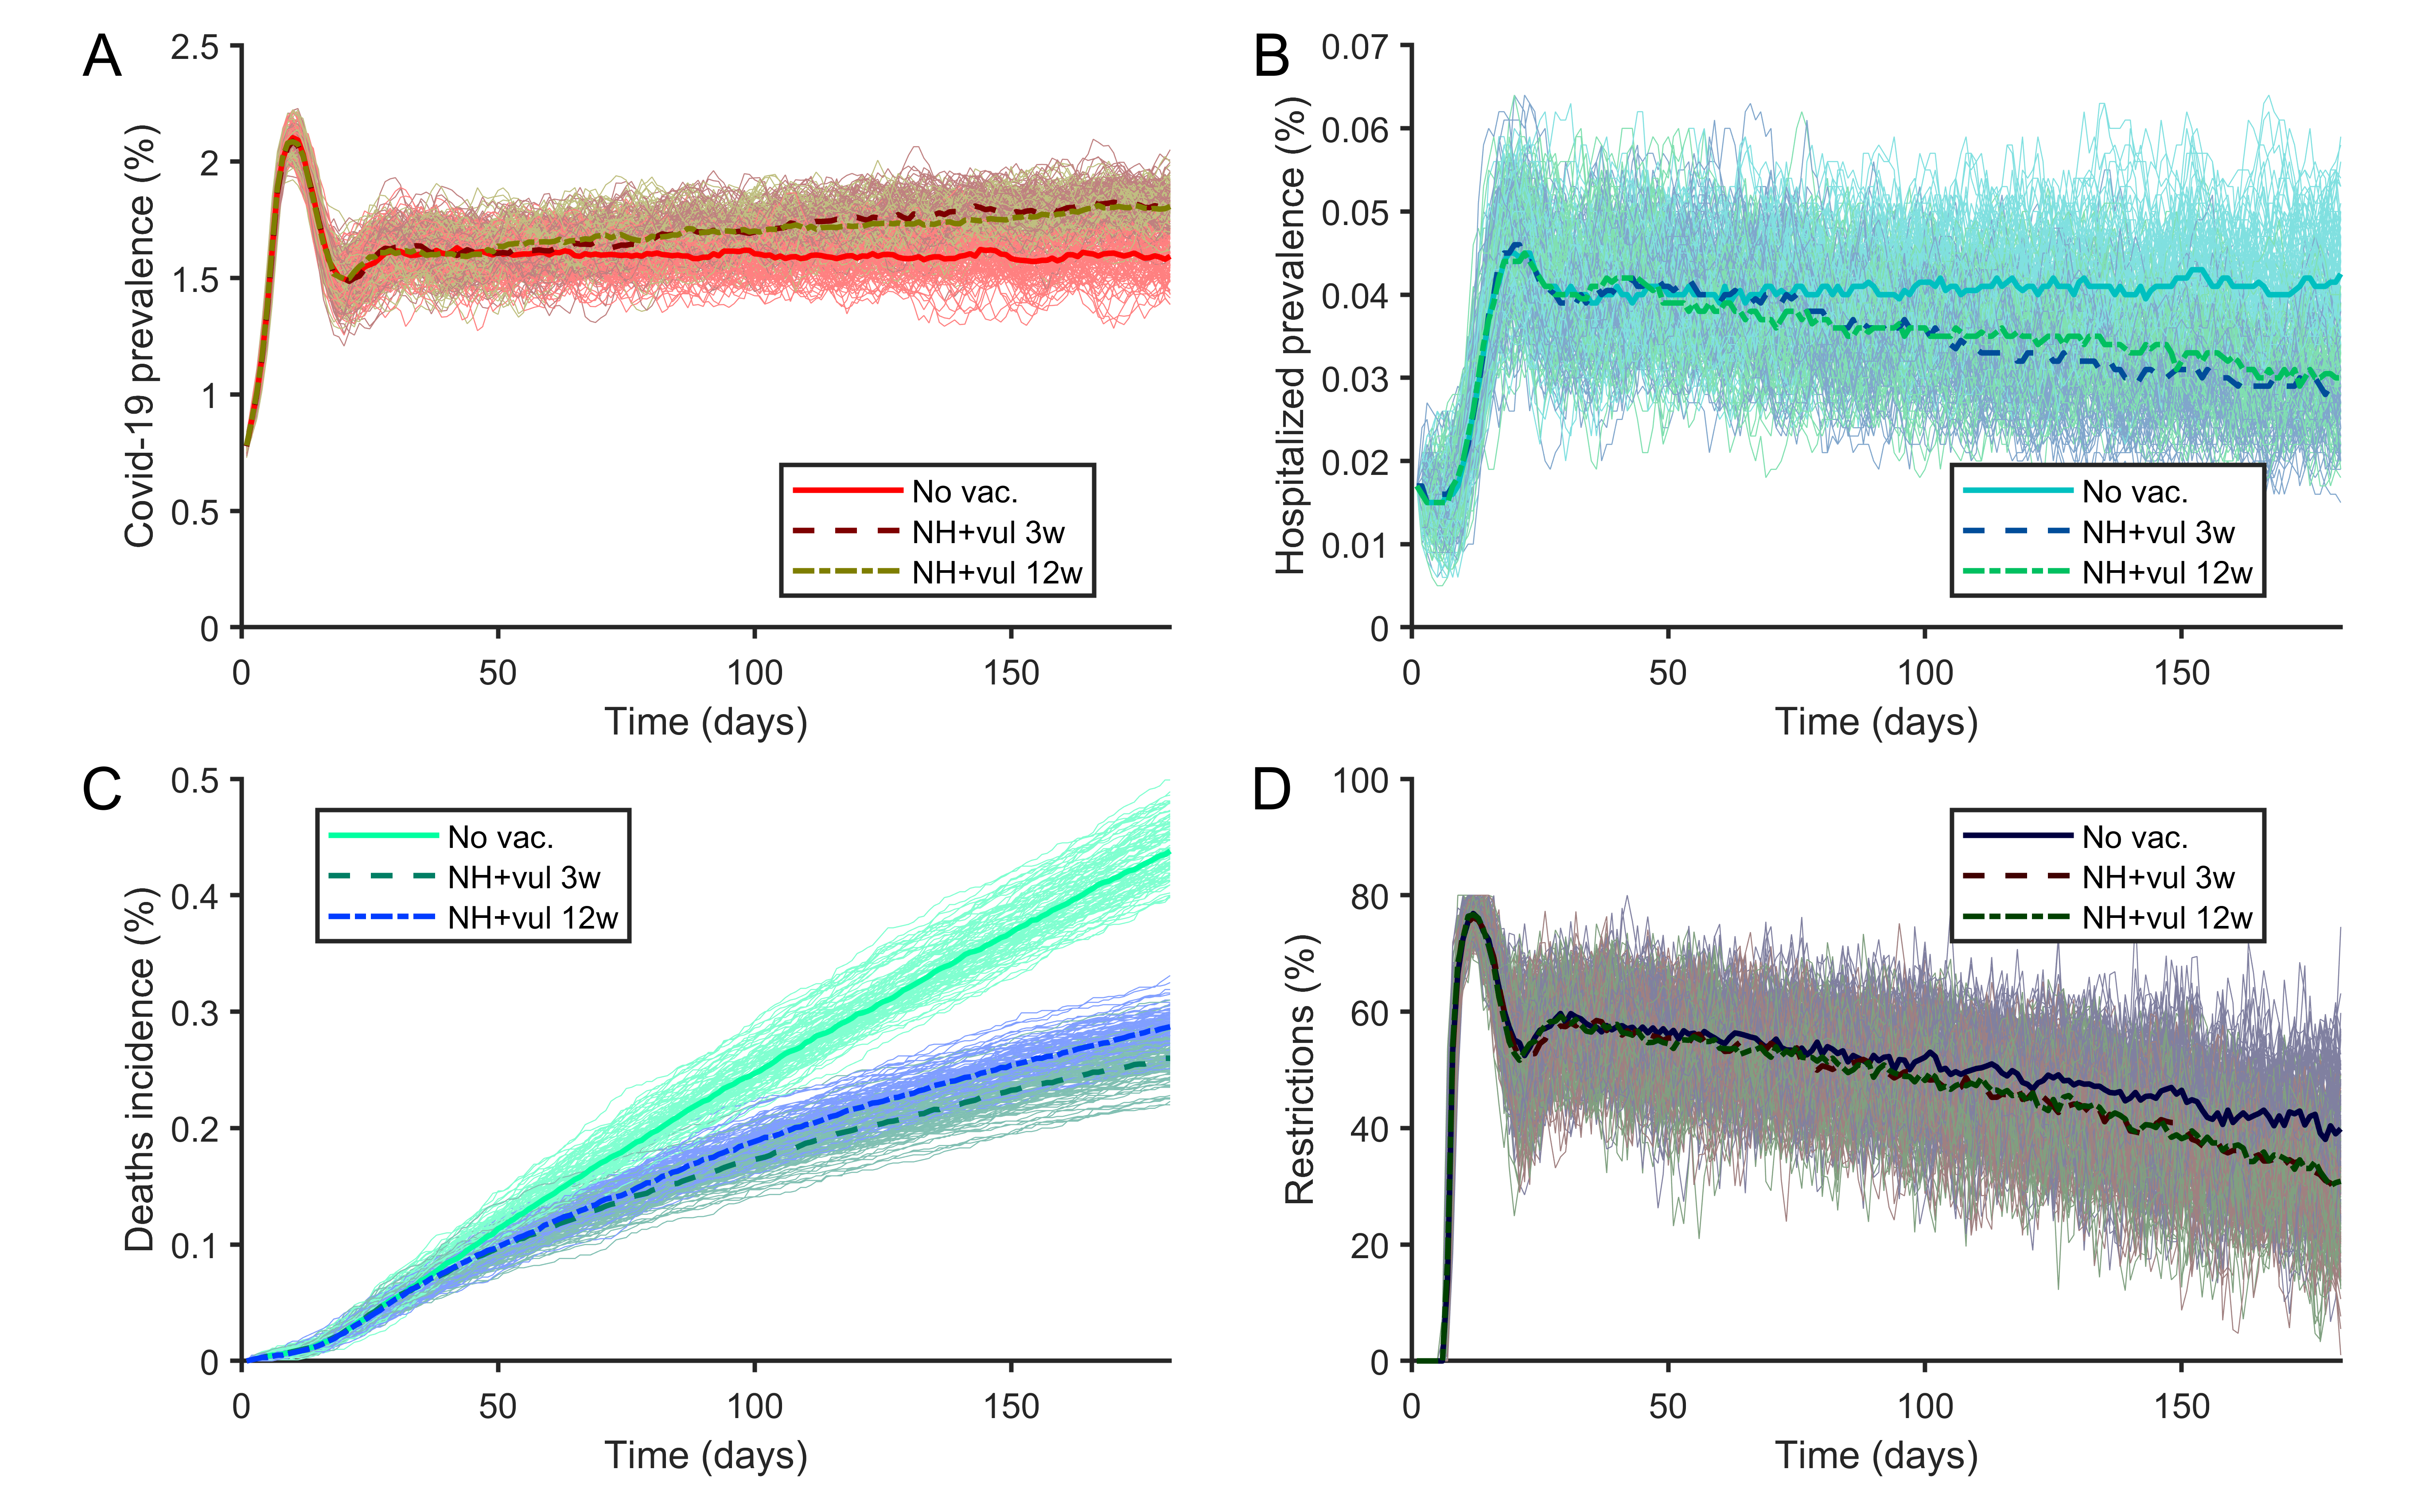 A
2.5
2
1.5
1
0.5
0
Covid-19 prevalence (%)
No vac.
NH+vul 3w
NH+vul 12w
0 50 100 150
Time (days)
B
0.07
0.06
0.05
0.04
0.03
0.02
0.01
0
Hospitalized prevalence (%)
No vac.
NH+vul 3w
NH+vul 12w
0 50 100 150
Time (days)
C
0.5
0.4
0.3
0.2
0.1
0
Deaths incidence (%)
No vac.
NH+vul 3w
NH+vul 12w
0 50 100 150
Time (days)
D
100
80
60
40
20
0
Restrictions (%)
No vac.
NH+vul 3w
NH+vul 12w
0 50 100 150
Time (days)